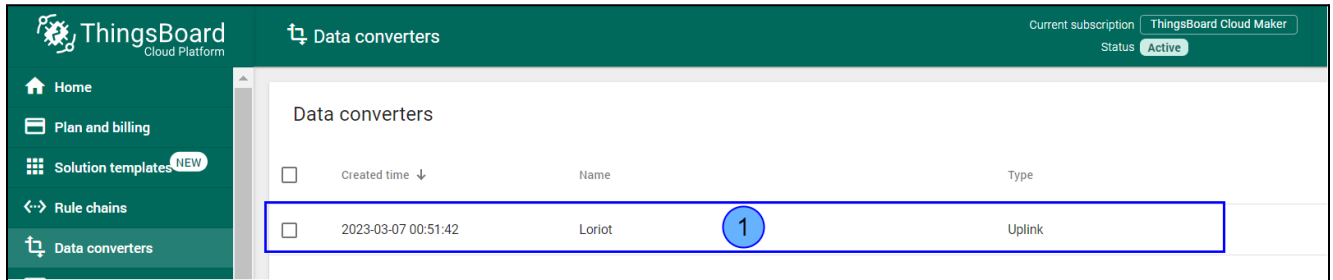 ThingsBoard
Cloud Platform
Data converters
Current subscription ThingsBoard Cloud Maker
Status Active
Home
Plan and billing
Solution templates NEW
Rule chains
Data converters
Data converters
Created time ↓ Name Type
2023-03-07 00:51:42 Loriot 1 Uplink